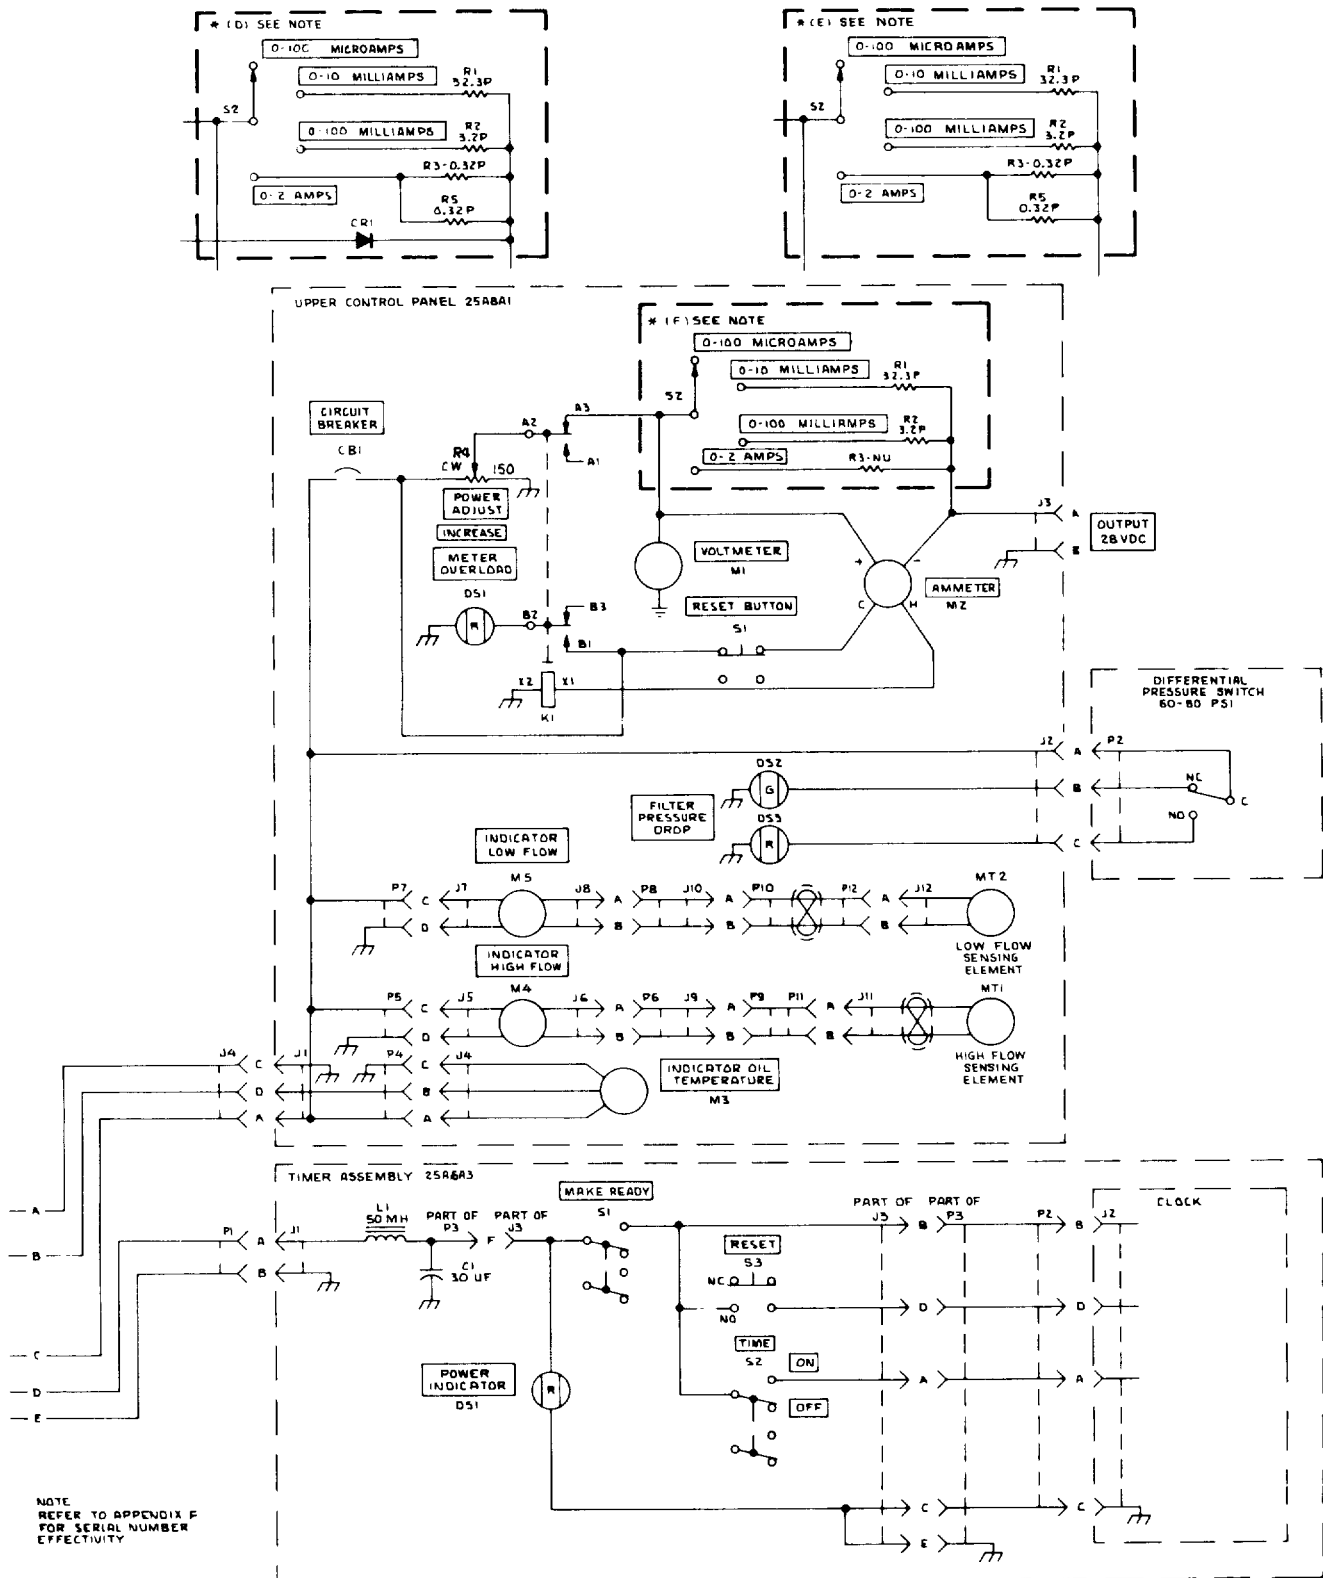 * (D) SEE NOTE
0-100 MICROAMPS
0-10 MILLIAMPS
R1
32.3P
S2
0-100 MILLIAMPS
R2
3.2P
R3-0.32P
0-2 AMPS
R5
0.32P
CR1
* (E) SEE NOTE
0-100 MICROAMPS
0-10 MILLIAMPS
R1
32.3P
S2
0-100 MILLIAMPS
R2
3.2P
R3-0.32P
0-2 AMPS
R5
0.32P
UPPER CONTROL PANEL 25A8A1
* (F) SEE NOTE
0-100 MICROAMPS
0-10 MILLIAMPS
R1
32.3P
S2
0-100 MILLIAMPS
R2
3.2P
0-2 AMPS
R3-NU
CIRCUIT
BREAKER
CB1
A2
A3
A1
R4
CW
150
POWER
ADJUST
INCREASE
METER
OVERLOAD
DS1
R
B2
B3
B1
VOLTMETER
M1
RESET BUTTON
S1
+
-
C
H
AMMETER
M2
J3
A
E
OUTPUT
28 VDC
X2
X1
K1
DIFFERENTIAL
PRESSURE SWITCH
60-80 PSI
J2
A
P2
B
C
NC
C
NO
DS2
G
FILTER
PRESSURE
DROP
DS3
R
INDICATOR
LOW FLOW
P7
C
J7
M5
J8
A
P8
J10
A
P10
P12
A
J12
MT2
D
B
B
B
LOW FLOW
SENSING
ELEMENT
INDICATOR
HIGH FLOW
P5
C
J5
M4
J6
A
P6
J9
A
P9
P11
A
J11
MT1
D
B
B
B
HIGH FLOW
SENSING
ELEMENT
J4
C
J1
P4
C
J4
D
B
A
A
INDICATOR OIL
TEMPERATURE
M3
TIMER ASSEMBLY 25A6A3
A
B
C
D
E
P1
A
J1
B
L1
50 MH
C1
30 UF
PART OF
P3
F
PART OF
J3
MAKE READY
S1
POWER
INDICATOR
DS1
R
RESET
S3
NC
NO
TIME
S2
ON
OFF
PART OF
J3
PART OF
P3
B
D
A
C
E
P2
B
J2
D
A
C
CLOCK
NOTE
REFER TO APPENDIX F
FOR SERIAL NUMBER
EFFECTIVITY